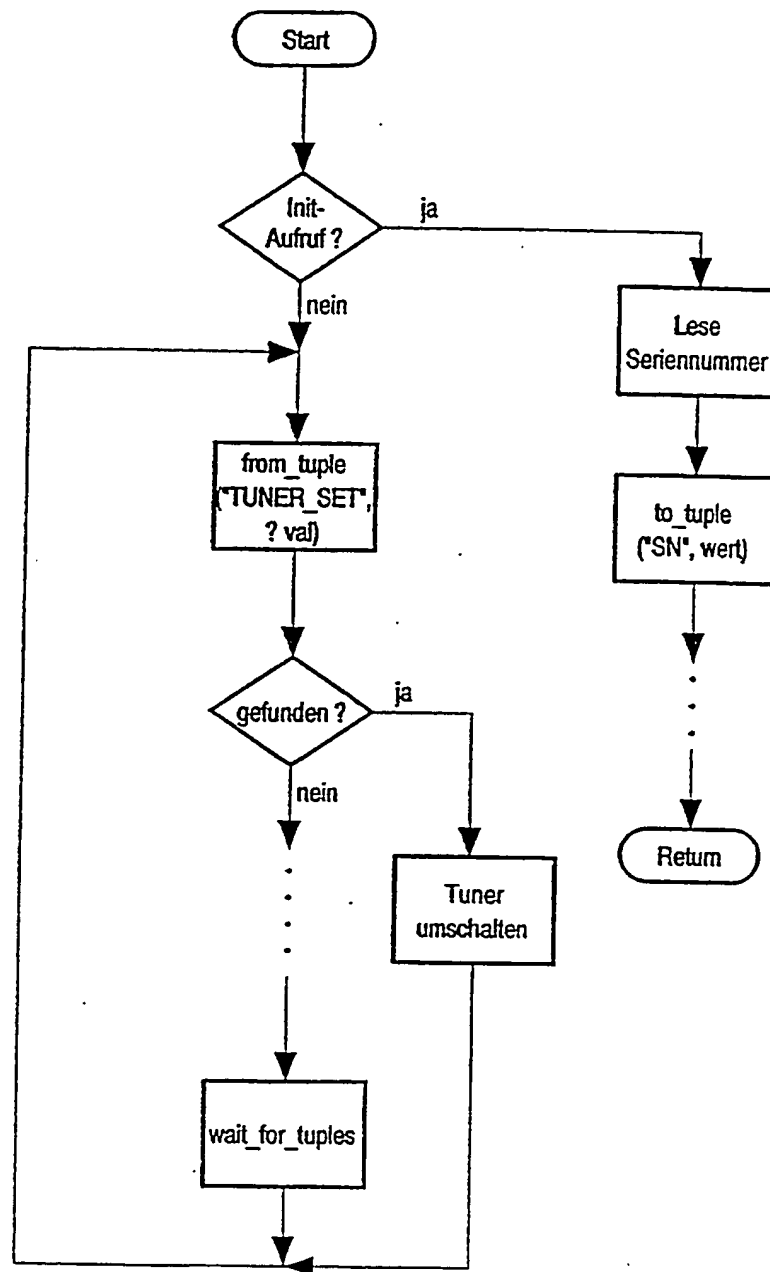 Start
Init-
Aufruf ?
ja
nein
Lese
Seriennummer
from_tuple
("TUNER_SET",
? val)
to_tuple
("SN", wert)
gefunden ?
ja
nein
Return
Tuner
umschalten
wait_for_tuples